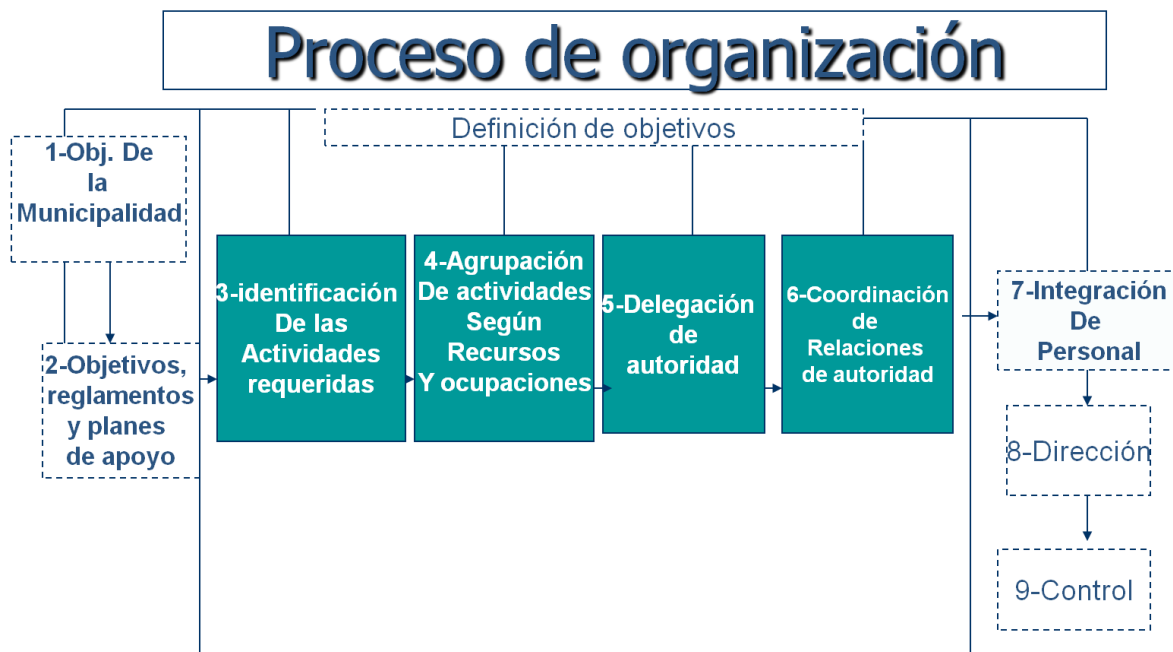 Proceso de organización
Definición de objetivos
1-Obj. De
la
Municipalidad
2-Objetivos,
reglamentos
y planes
de apoyo
3-identificación
De las
Actividades
requeridas
4-Agrupación
De actividades
Según
Recursos
Y ocupaciones
5-Delegación
de
autoridad
6-Coordinación
de
Relaciones
de autoridad
7-Integración
De
Personal
8-Dirección
9-Control